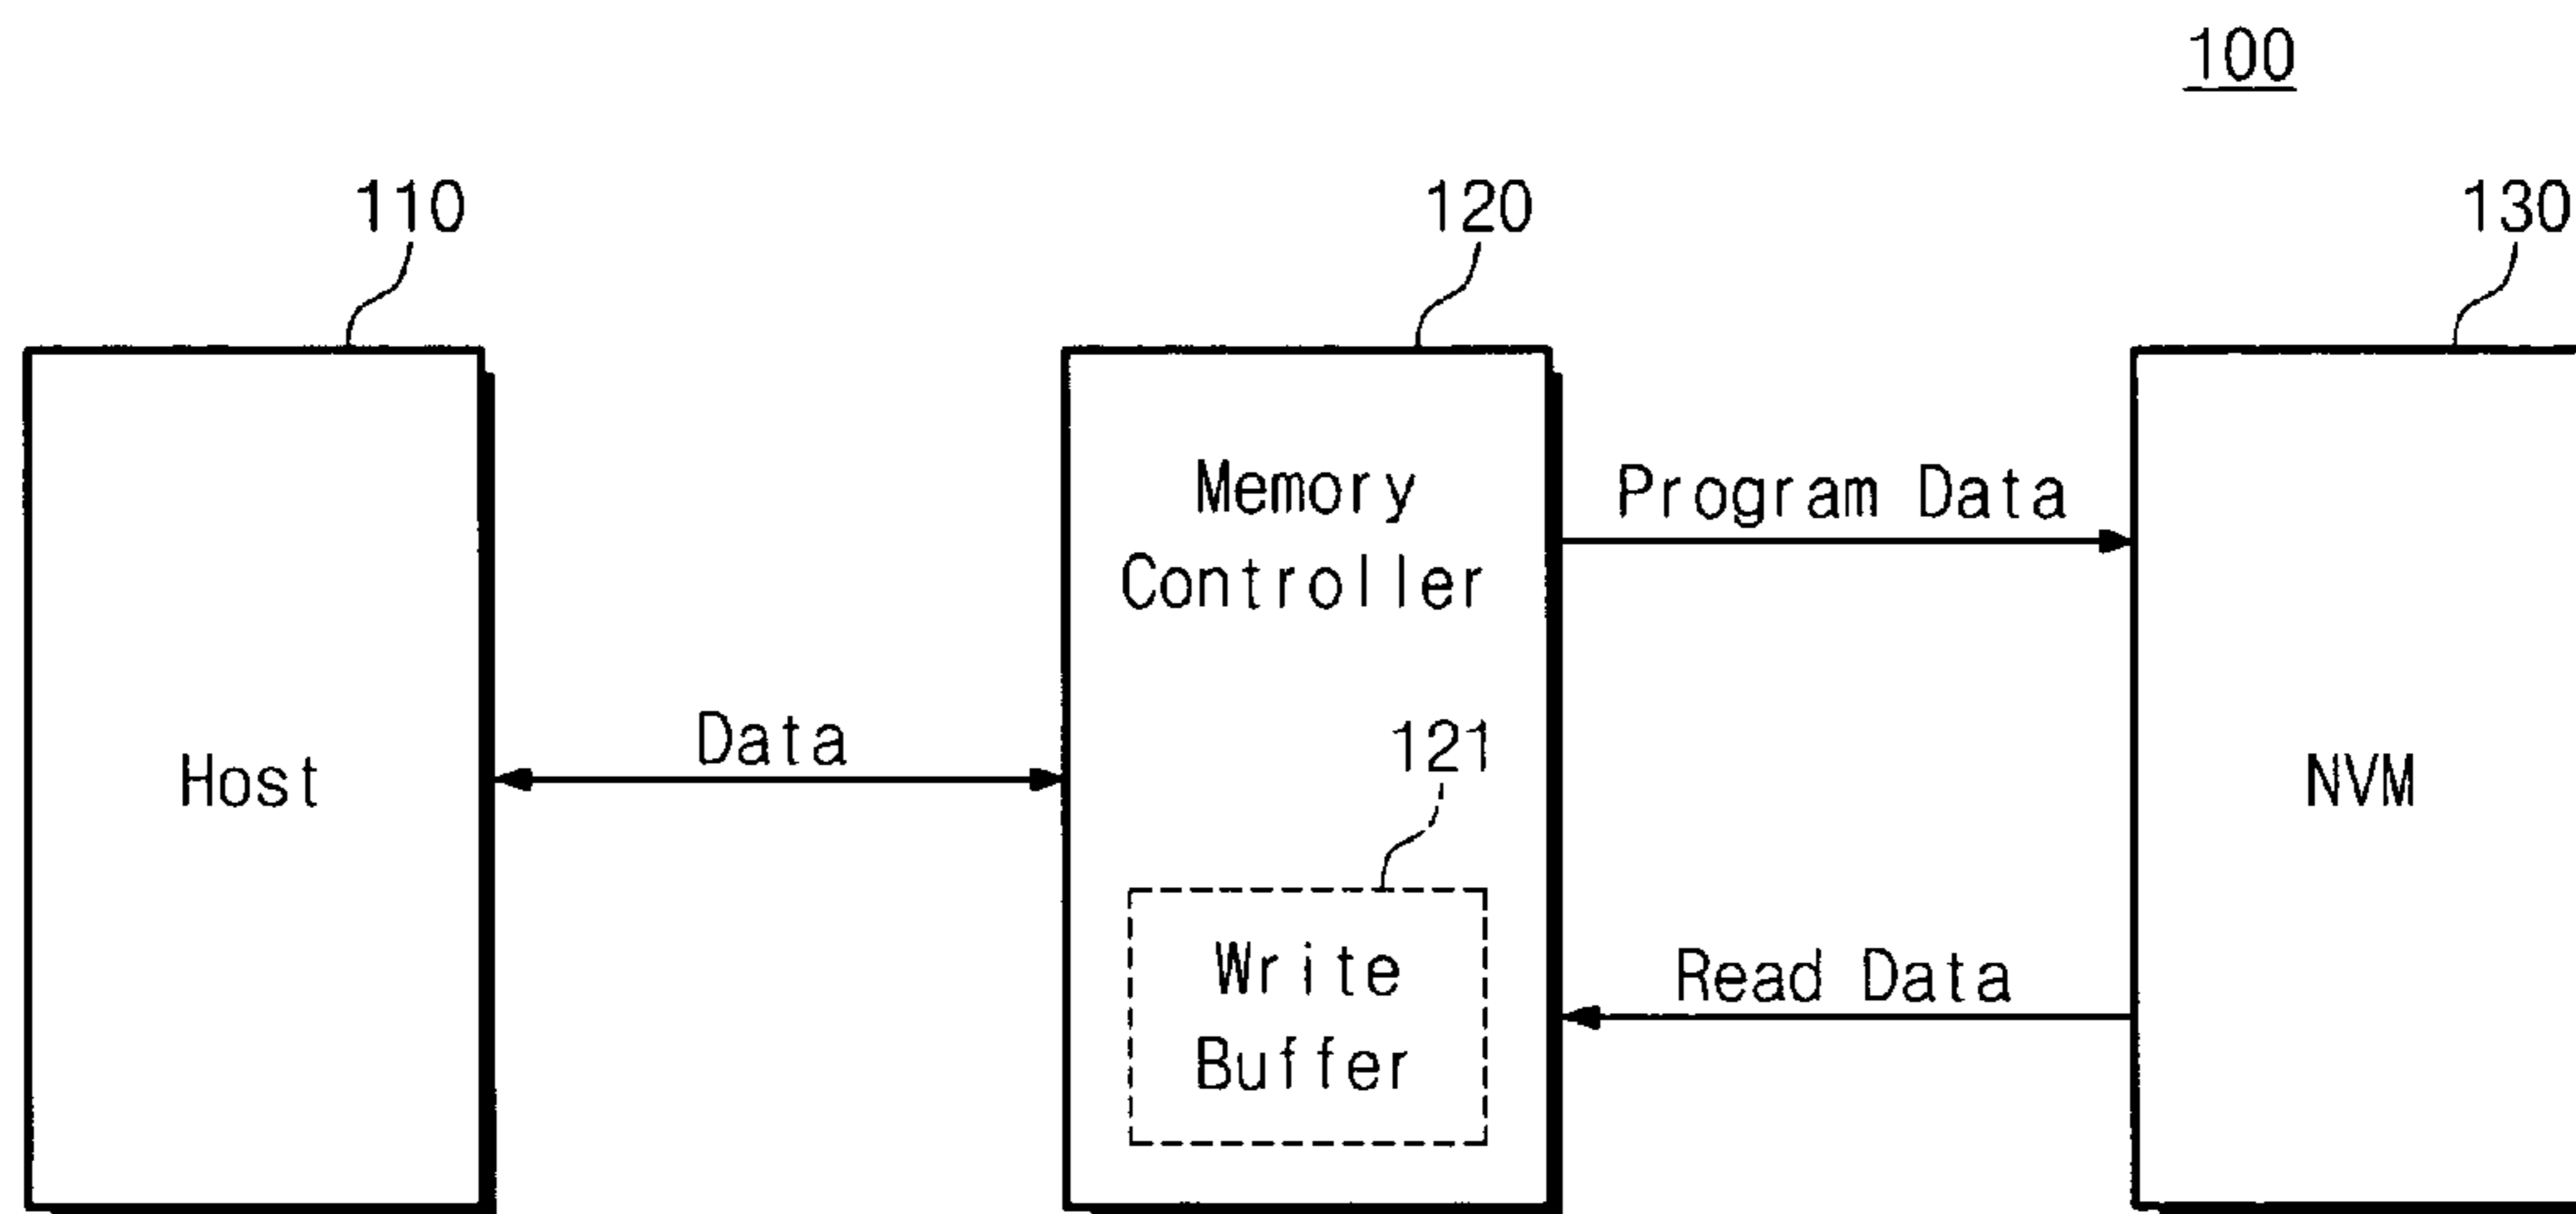 100
110
120
130
Memory
Controller
Program Data
Data
121
Host
NVM
Write
Buffer
Read Data